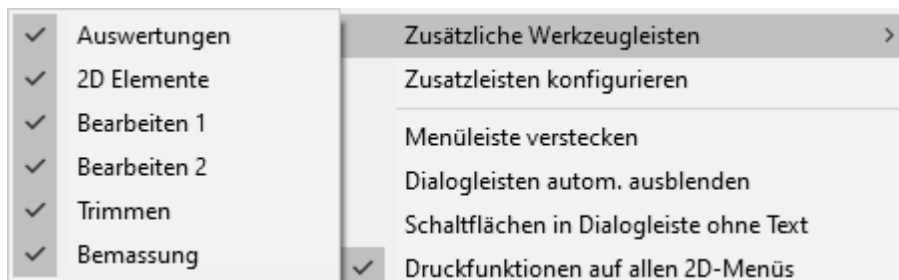 Auswertungen
2D Elemente
Bearbeiten 1
Bearbeiten 2
Trimmen
Bemassung
Zusätzliche Werkzeugleisten
Zusatzleisten konfigurieren
Menüleiste verstecken
Dialogleisten autom. ausblenden
Schaltflächen in Dialogleiste ohne Text
Druckfunktionen auf allen 2D-Menüs